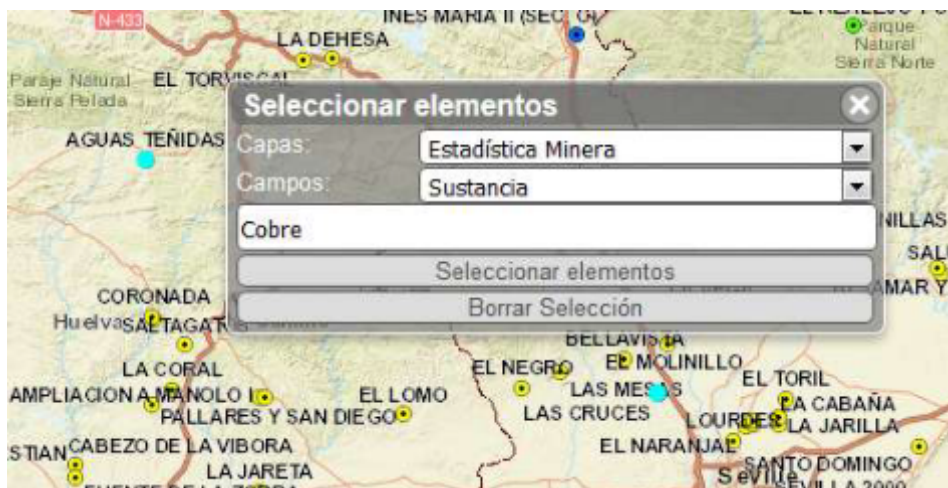 N-433
INES MARIA II (SEC. C)
LA DEHESA
Parque
Natural
Sierra Norte
Paraje Natural
Sierra Pelada
EL TORVISCAL
Seleccionar elementos
AGUAS TEÑIDAS
Capas:
Estadística Minera
Campos:
Sustancia
Cobre
NILLAS
SAL
Seleccionar elementos
AMAR Y
CORONADA
Borrar Selección
Huelva
BELLAVISTA
LA CORAL
EL NEGRO
EL MOLINILLO
EL TORIL
AMPLIACION A MANOLO I
EL LOMO
LAS MESAS
LA CABAÑA
PALLARES Y SAN DIEGO
LAS CRUCES
LOURDES
LA JARILLA
STIAN
CABEZO DE LA VIBORA
EL NARANJAL
LA JARETA
SANTO DOMINGO
Sevilla
SEVILLA 2000